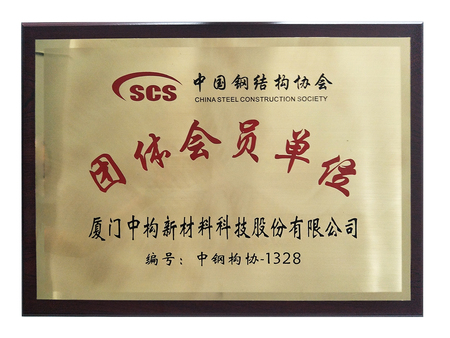 SCS 中国钢结构协会
CHINA STEEL CONSTRUCTION SOCIETY
团体会员单位
厦门中构新材料科技股份有限公司
编号：中钢构协-1328